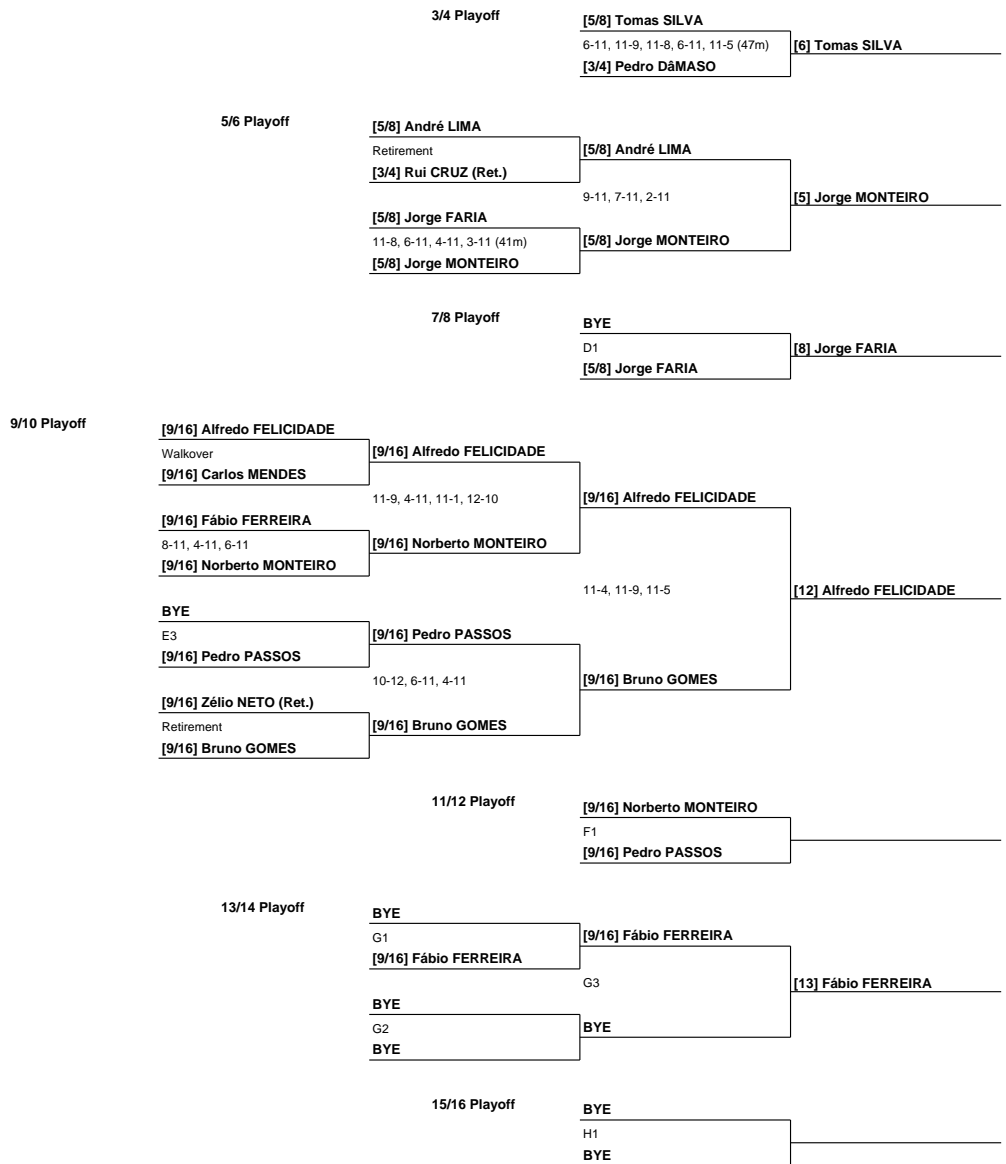 3/4 Playoff
[5/8] Tomas SILVA
6-11, 11-9, 11-8, 6-11, 11-5 (47m)
[6] Tomas SILVA
[3/4] Pedro DâMASO
5/6 Playoff
[5/8] André LIMA
Retirement
[5/8] André LIMA
[3/4] Rui CRUZ (Ret.)
9-11, 7-11, 2-11
[5] Jorge MONTEIRO
[5/8] Jorge FARIA
11-8, 6-11, 4-11, 3-11 (41m)
[5/8] Jorge MONTEIRO
[5/8] Jorge MONTEIRO
7/8 Playoff
BYE
D1
[8] Jorge FARIA
[5/8] Jorge FARIA
9/10 Playoff
[9/16] Alfredo FELICIDADE
Walkover
[9/16] Alfredo FELICIDADE
[9/16] Carlos MENDES
11-9, 4-11, 11-1, 12-10
[9/16] Alfredo FELICIDADE
[9/16] Fábio FERREIRA
8-11, 4-11, 6-11
[9/16] Norberto MONTEIRO
[9/16] Norberto MONTEIRO
11-4, 11-9, 11-5
[12] Alfredo FELICIDADE
BYE
E3
[9/16] Pedro PASSOS
[9/16] Pedro PASSOS
10-12, 6-11, 4-11
[9/16] Bruno GOMES
[9/16] Zélio NETO (Ret.)
Retirement
[9/16] Bruno GOMES
[9/16] Bruno GOMES
11/12 Playoff
[9/16] Norberto MONTEIRO
F1
[9/16] Pedro PASSOS
13/14 Playoff
BYE
G1
[9/16] Fábio FERREIRA
[9/16] Fábio FERREIRA
G3
[13] Fábio FERREIRA
BYE
G2
BYE
BYE
15/16 Playoff
BYE
H1
BYE